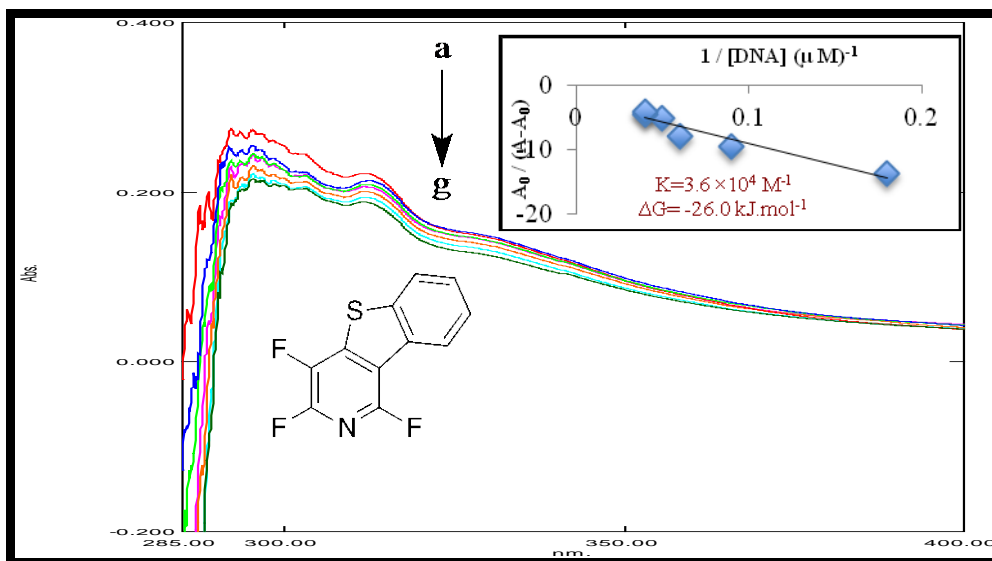 0.400
a
g
0.200
Abs.
0.000
-0.200
285.00 300.00 350.00 400.00
nm.
1 / [DNA] (μ M)-1
0 0.1 0.2
0
-10
-20
A0 / (A-A0)
K=3.6×10⁴ M-1
ΔG= -26.0 kJ.mol-1
S
F
F
N
F